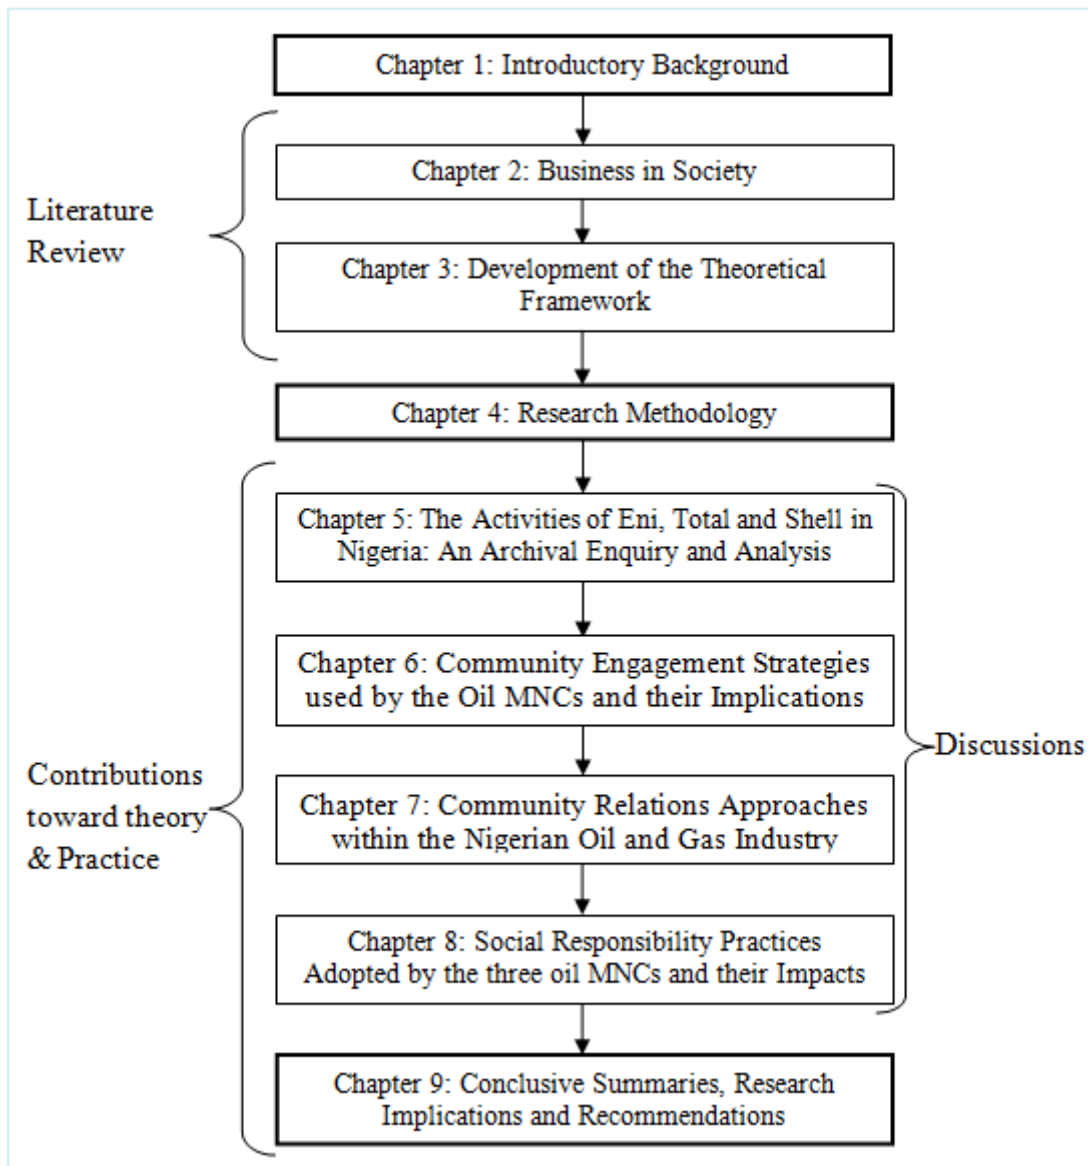 Chapter 1: Introductory Background
Chapter 2: Business in Society
Literature
Review
Chapter 3: Development of the Theoretical
Framework
Chapter 4: Research Methodology
Chapter 5: The Activities of Eni, Total and Shell in
Nigeria: An Archival Enquiry and Analysis
Chapter 6: Community Engagement Strategies
used by the Oil MNCs and their Implications
Discussions
Contributions
toward theory
& Practice
Chapter 7: Community Relations Approaches
within the Nigerian Oil and Gas Industry
Chapter 8: Social Responsibility Practices
Adopted by the three oil MNCs and their Impacts
Chapter 9: Conclusive Summaries, Research
Implications and Recommendations